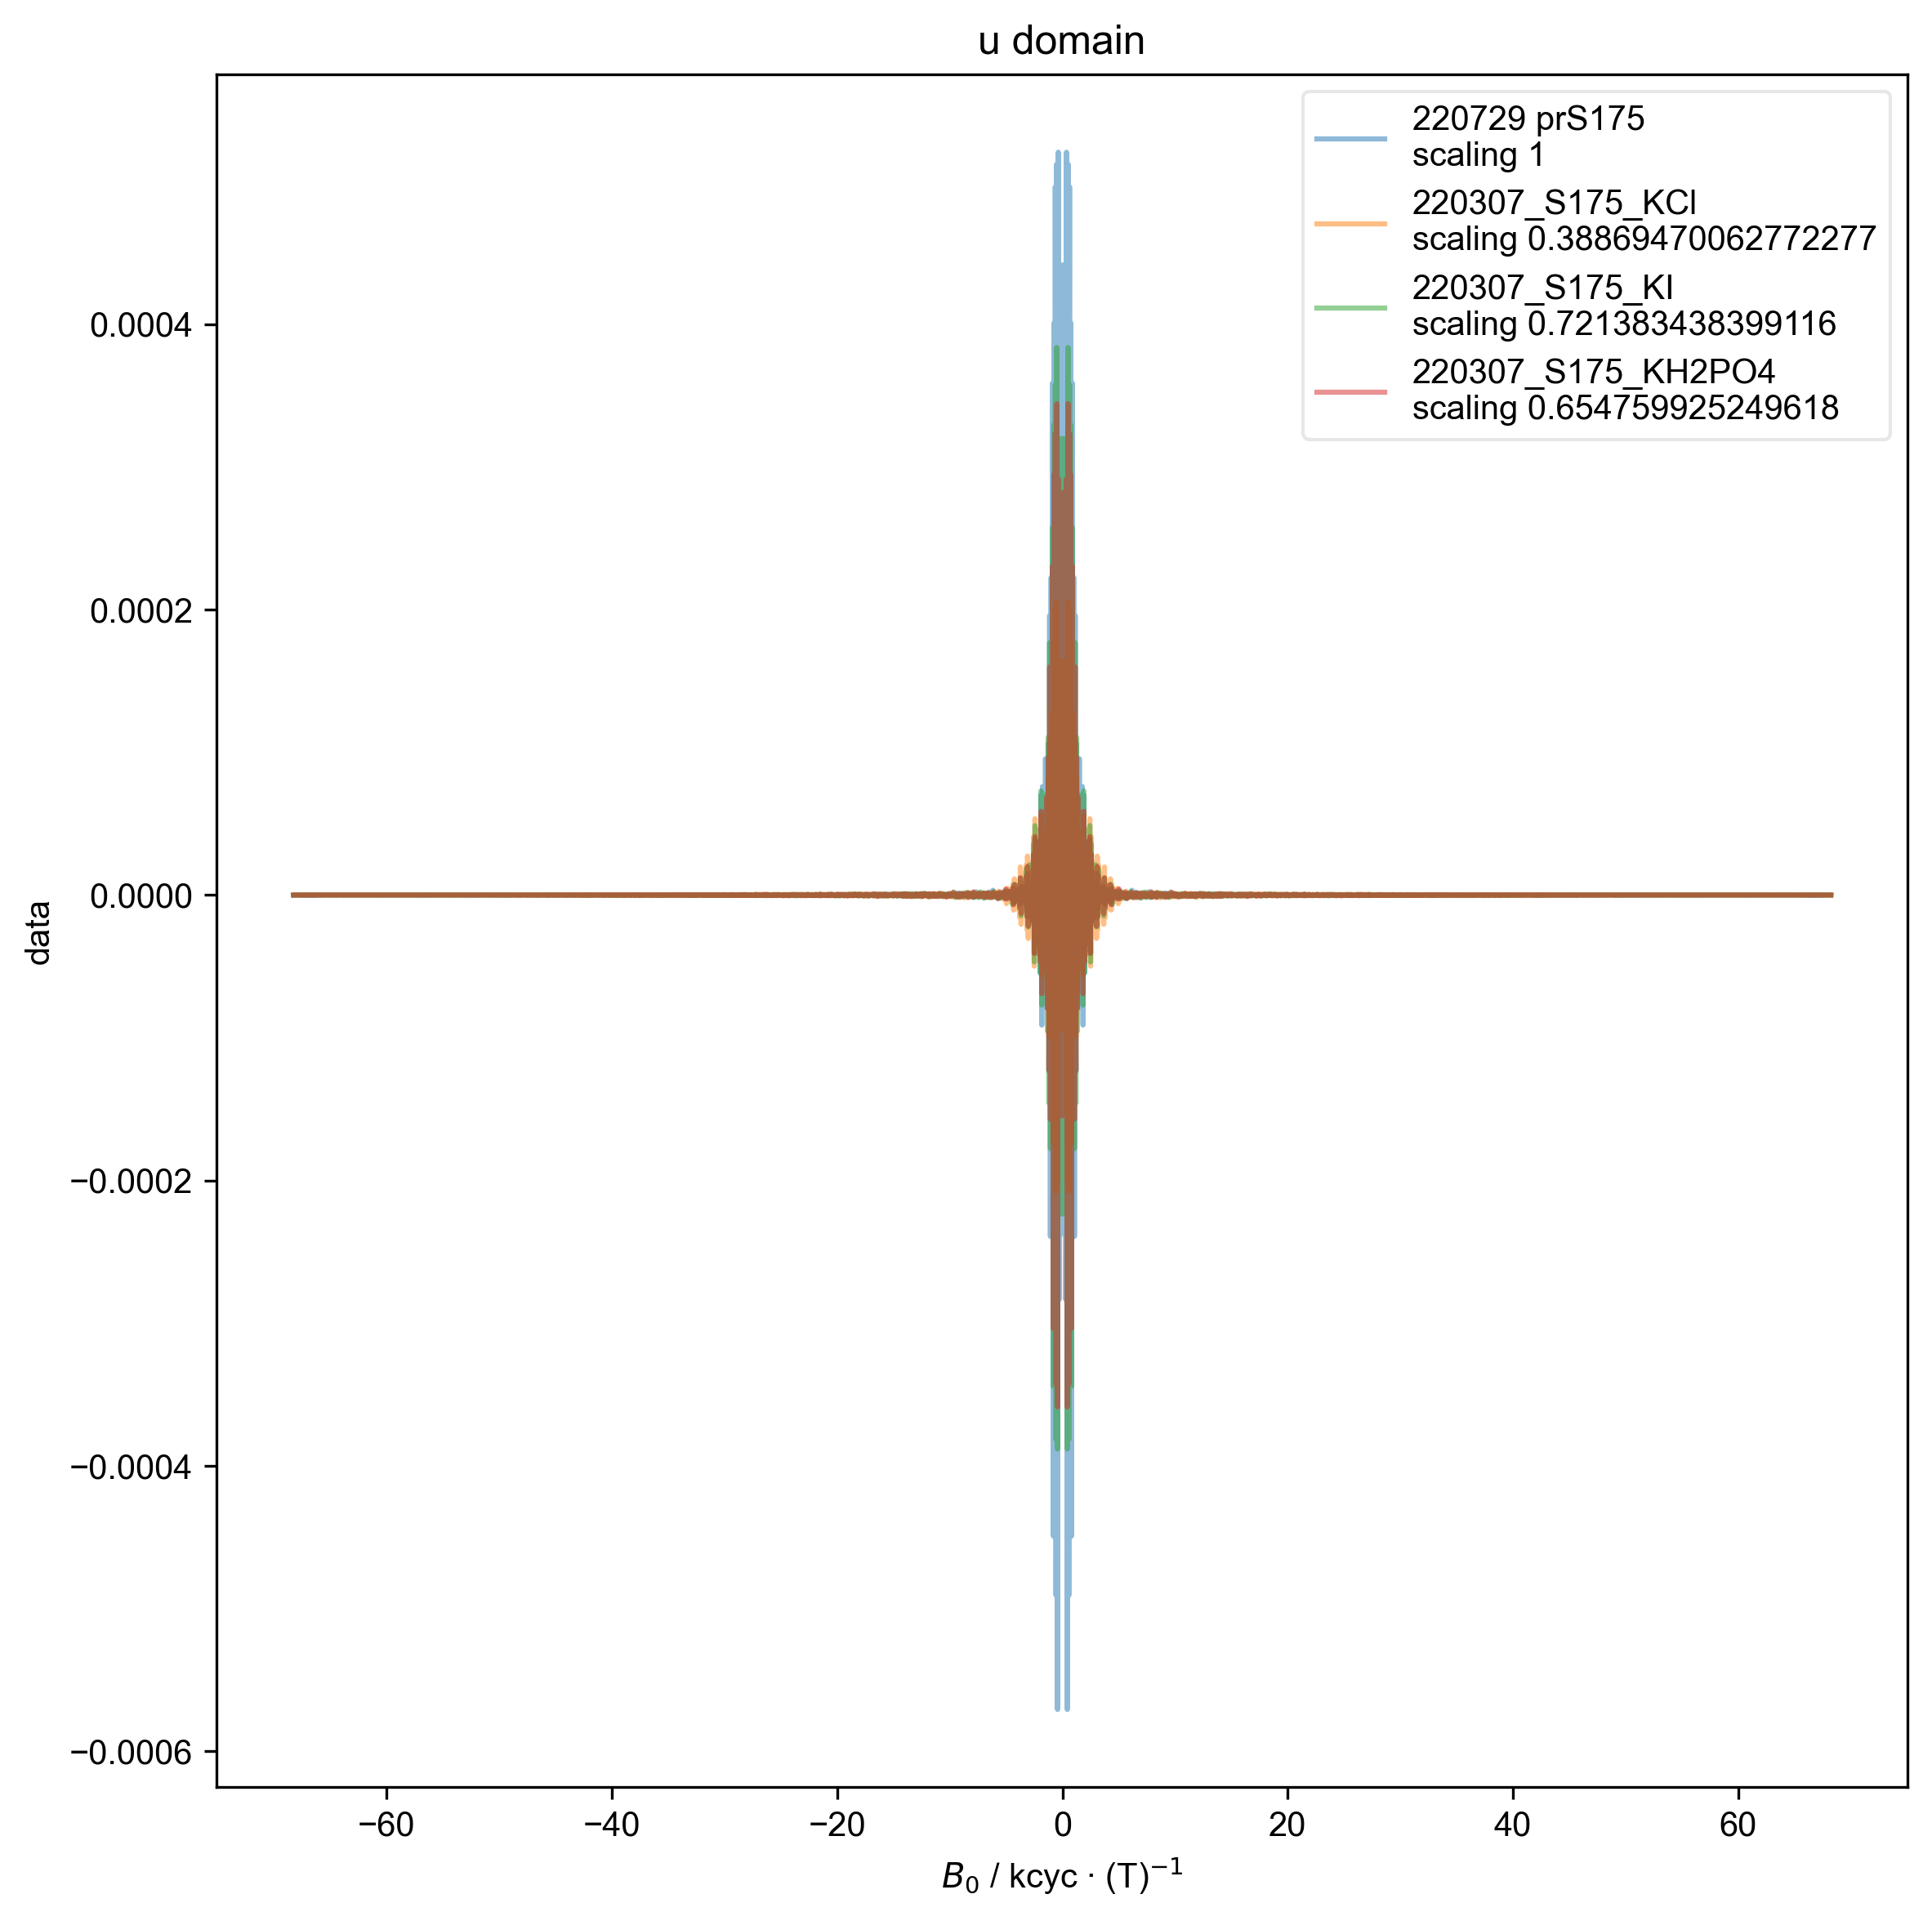 u domain
220729 prS175
scaling 1
220307_S175_KCl
scaling 0.38869470062772277
220307_S175_KI
scaling 0.721383438399116
220307_S175_KH2PO4
scaling 0.654759925249618
data
0.0004
0.0002
0.0000
−0.0002
−0.0004
−0.0006
−60 −40 −20 0 20 40 60
B₀ / kcyc · (T)⁻¹